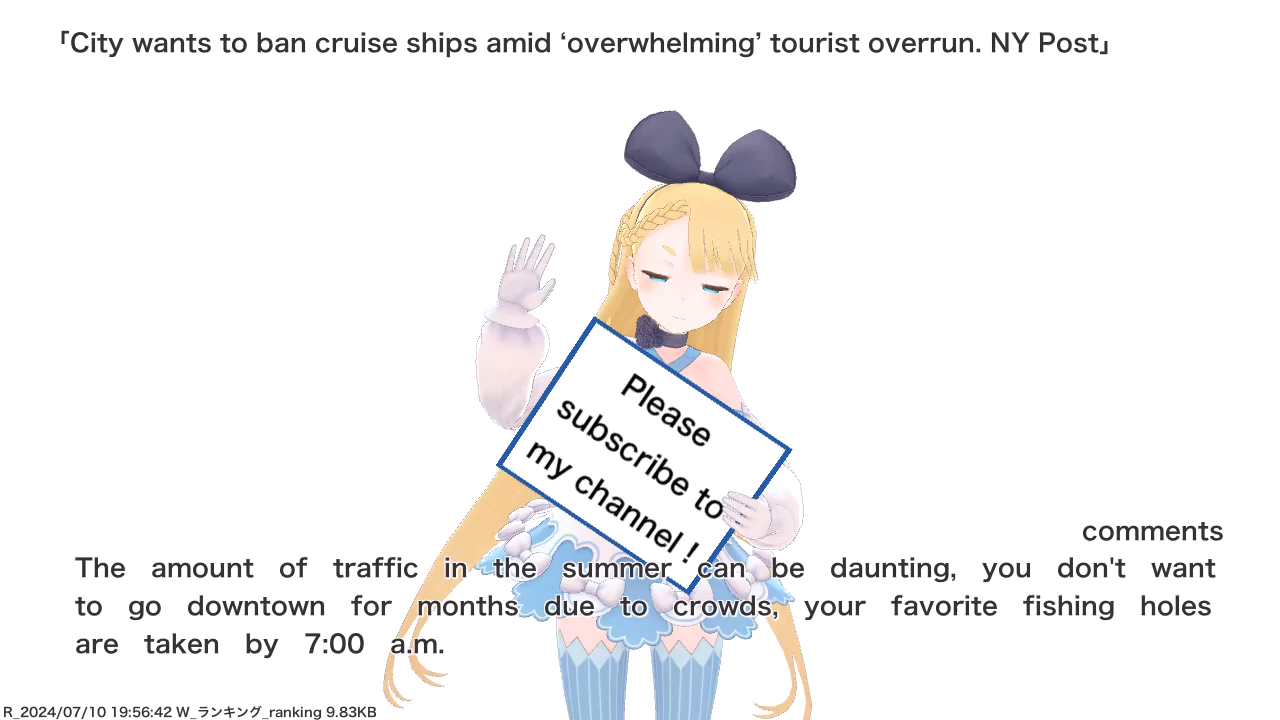 「City wants to ban cruise ships amid ‘overwhelming’ tourist overrun. NY Post」
Please
subscribe to
my channel !
comments
The amount of traffic in the summer can be daunting, you don't want
to go downtown for months due to crowds, your favorite fishing holes
are taken by 7:00 a.m.
R_2024/07/10 19:56:42 W_ランキング_ranking 9.83KB